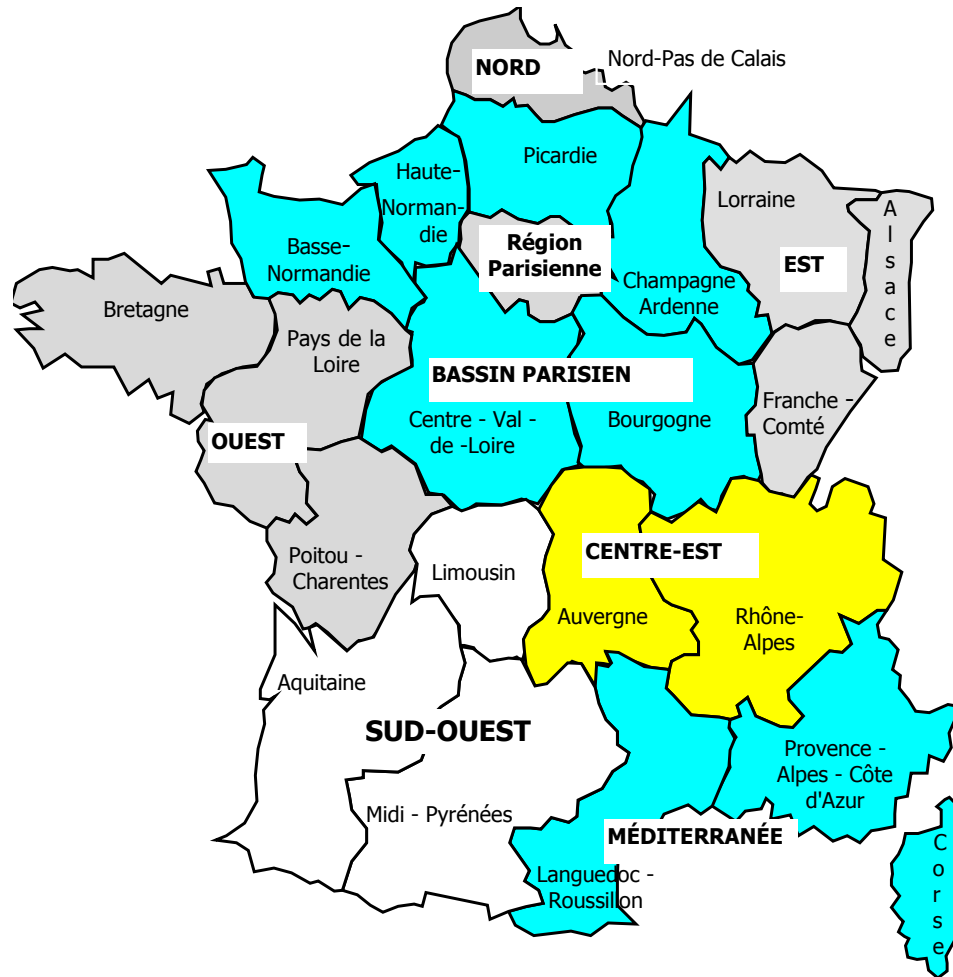 Nord-Pas de Calais
NORD
Picardie
Haute-
Norman-
die
Lorraine
A
l
s
a
c
e
Région
Parisienne
EST
Basse-
Normandie
Champagne
Ardenne
Bretagne
Pays de la
Loire
BASSIN PARISIEN
Franche -
Comté
Centre - Val -
de -Loire
Bourgogne
OUEST
CENTRE-EST
Poitou -
Charentes
Limousin
Auvergne
Rhône-
Alpes
Aquitaine
SUD-OUEST
Provence -
Alpes - Côte
d'Azur
Midi - Pyrénées
MÉDITERRANÉE
Languedoc -
Roussillon
C
o
r
s
e